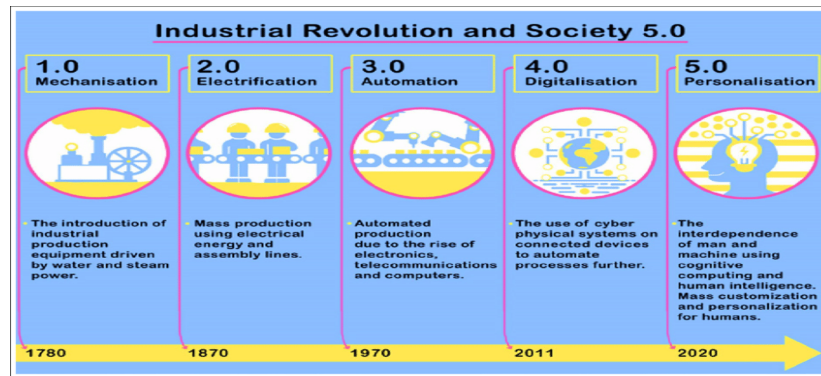 Industrial Revolution and Society 5.0
1.0
Mechanisation
2.0
Electrification
3.0
Automation
4.0
Digitalisation
5.0
Personalisation
The introduction of
industrial
production
equipment driven
by water and steam
power.
Mass production
using electrical
energy and
assembly lines.
Automated
production
due to the rise of
electronics,
telecommunications
and computers.
The use of cyber
physical systems on
connected devices
to automate
processes further.
The
interdependence
of man and
machine using
cognitive
computing and
human intelligence.
Mass customization
and personalization
for humans.
1780
1870
1970
2011
2020